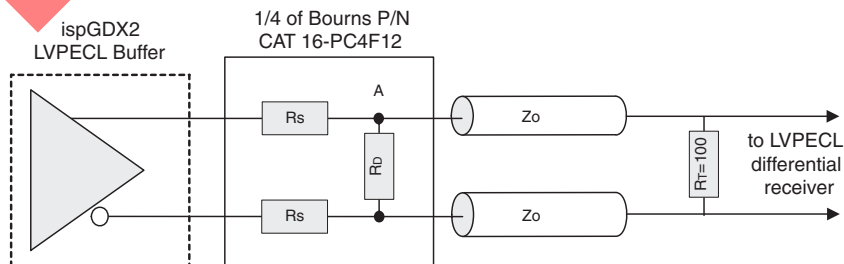 ispGDX2
LVPECL Buffer
1/4 of Bourns P/N
CAT 16-PC4F12
A
Rs
RD
Rs
Zo
Zo
RT=100
to LVPECL
differential
receiver